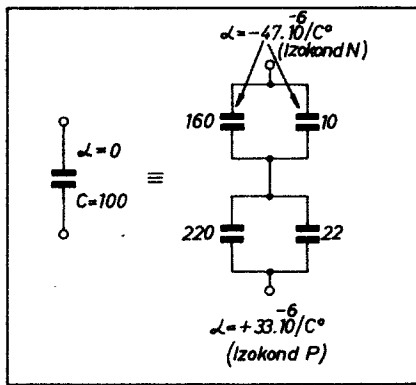 α=-47.10⁻⁶/C°
(Izokond N)
160
10
α=0
C=100
≡
220
22
α=+33.10⁻⁶/C°
(Izokond P)